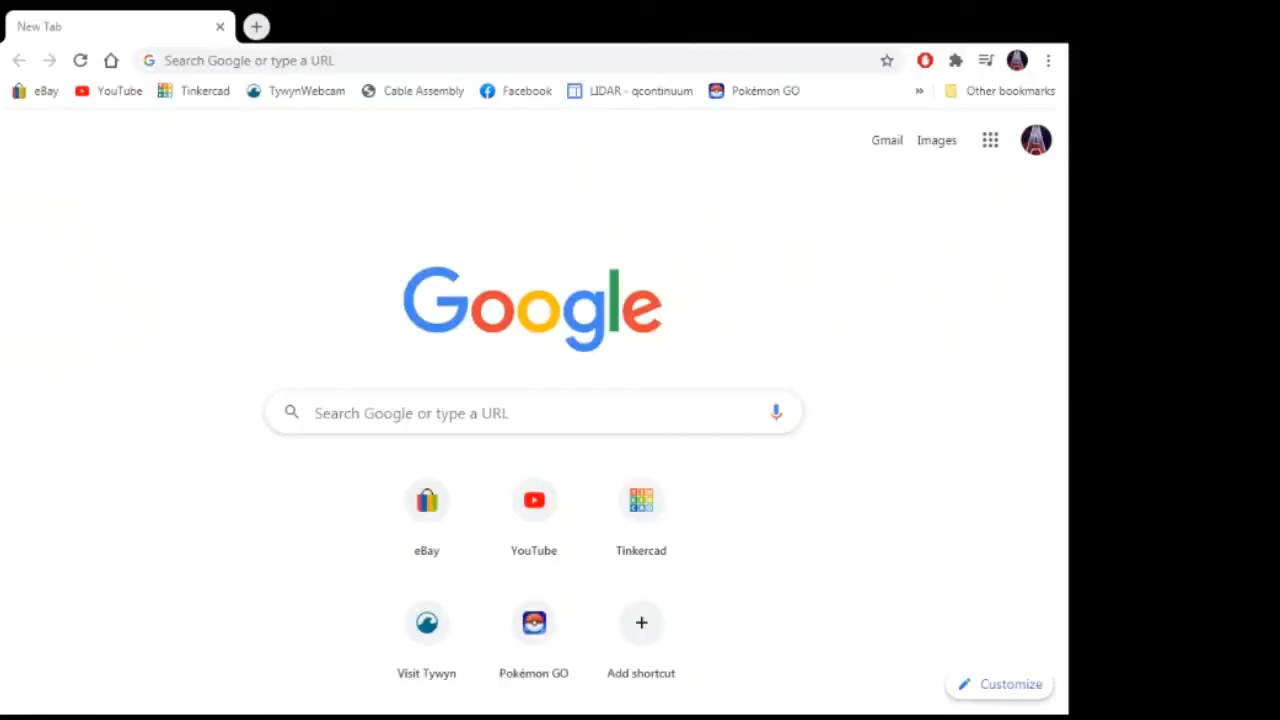 New Tab
Search Google or type a URL
eBay YouTube Tinkercad TywynWebcam Cable Assembly Facebook LIDAR - qcontinuum Pokémon GO » Other bookmarks
Gmail Images
Google
Search Google or type a URL
eBay YouTube Tinkercad
Visit Tywyn Pokémon GO Add shortcut
Customize